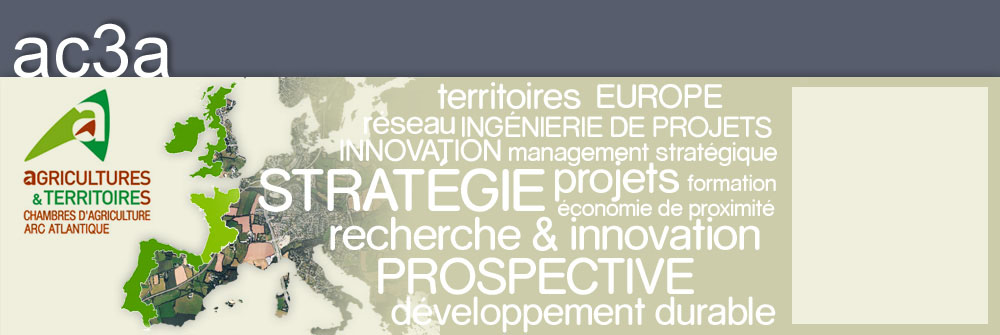 ac3a
AGRICULTURES
& TERRITOIRES
CHAMBRES D'AGRICULTURE
ARC ATLANTIQUE
territoires EUROPE
réseau INGÉNIERIE DE PROJETS
INNOVATION management stratégique
STRATÉGIE projets formation
économie de proximité
recherche & innovation
PROSPECTIVE
développement durable